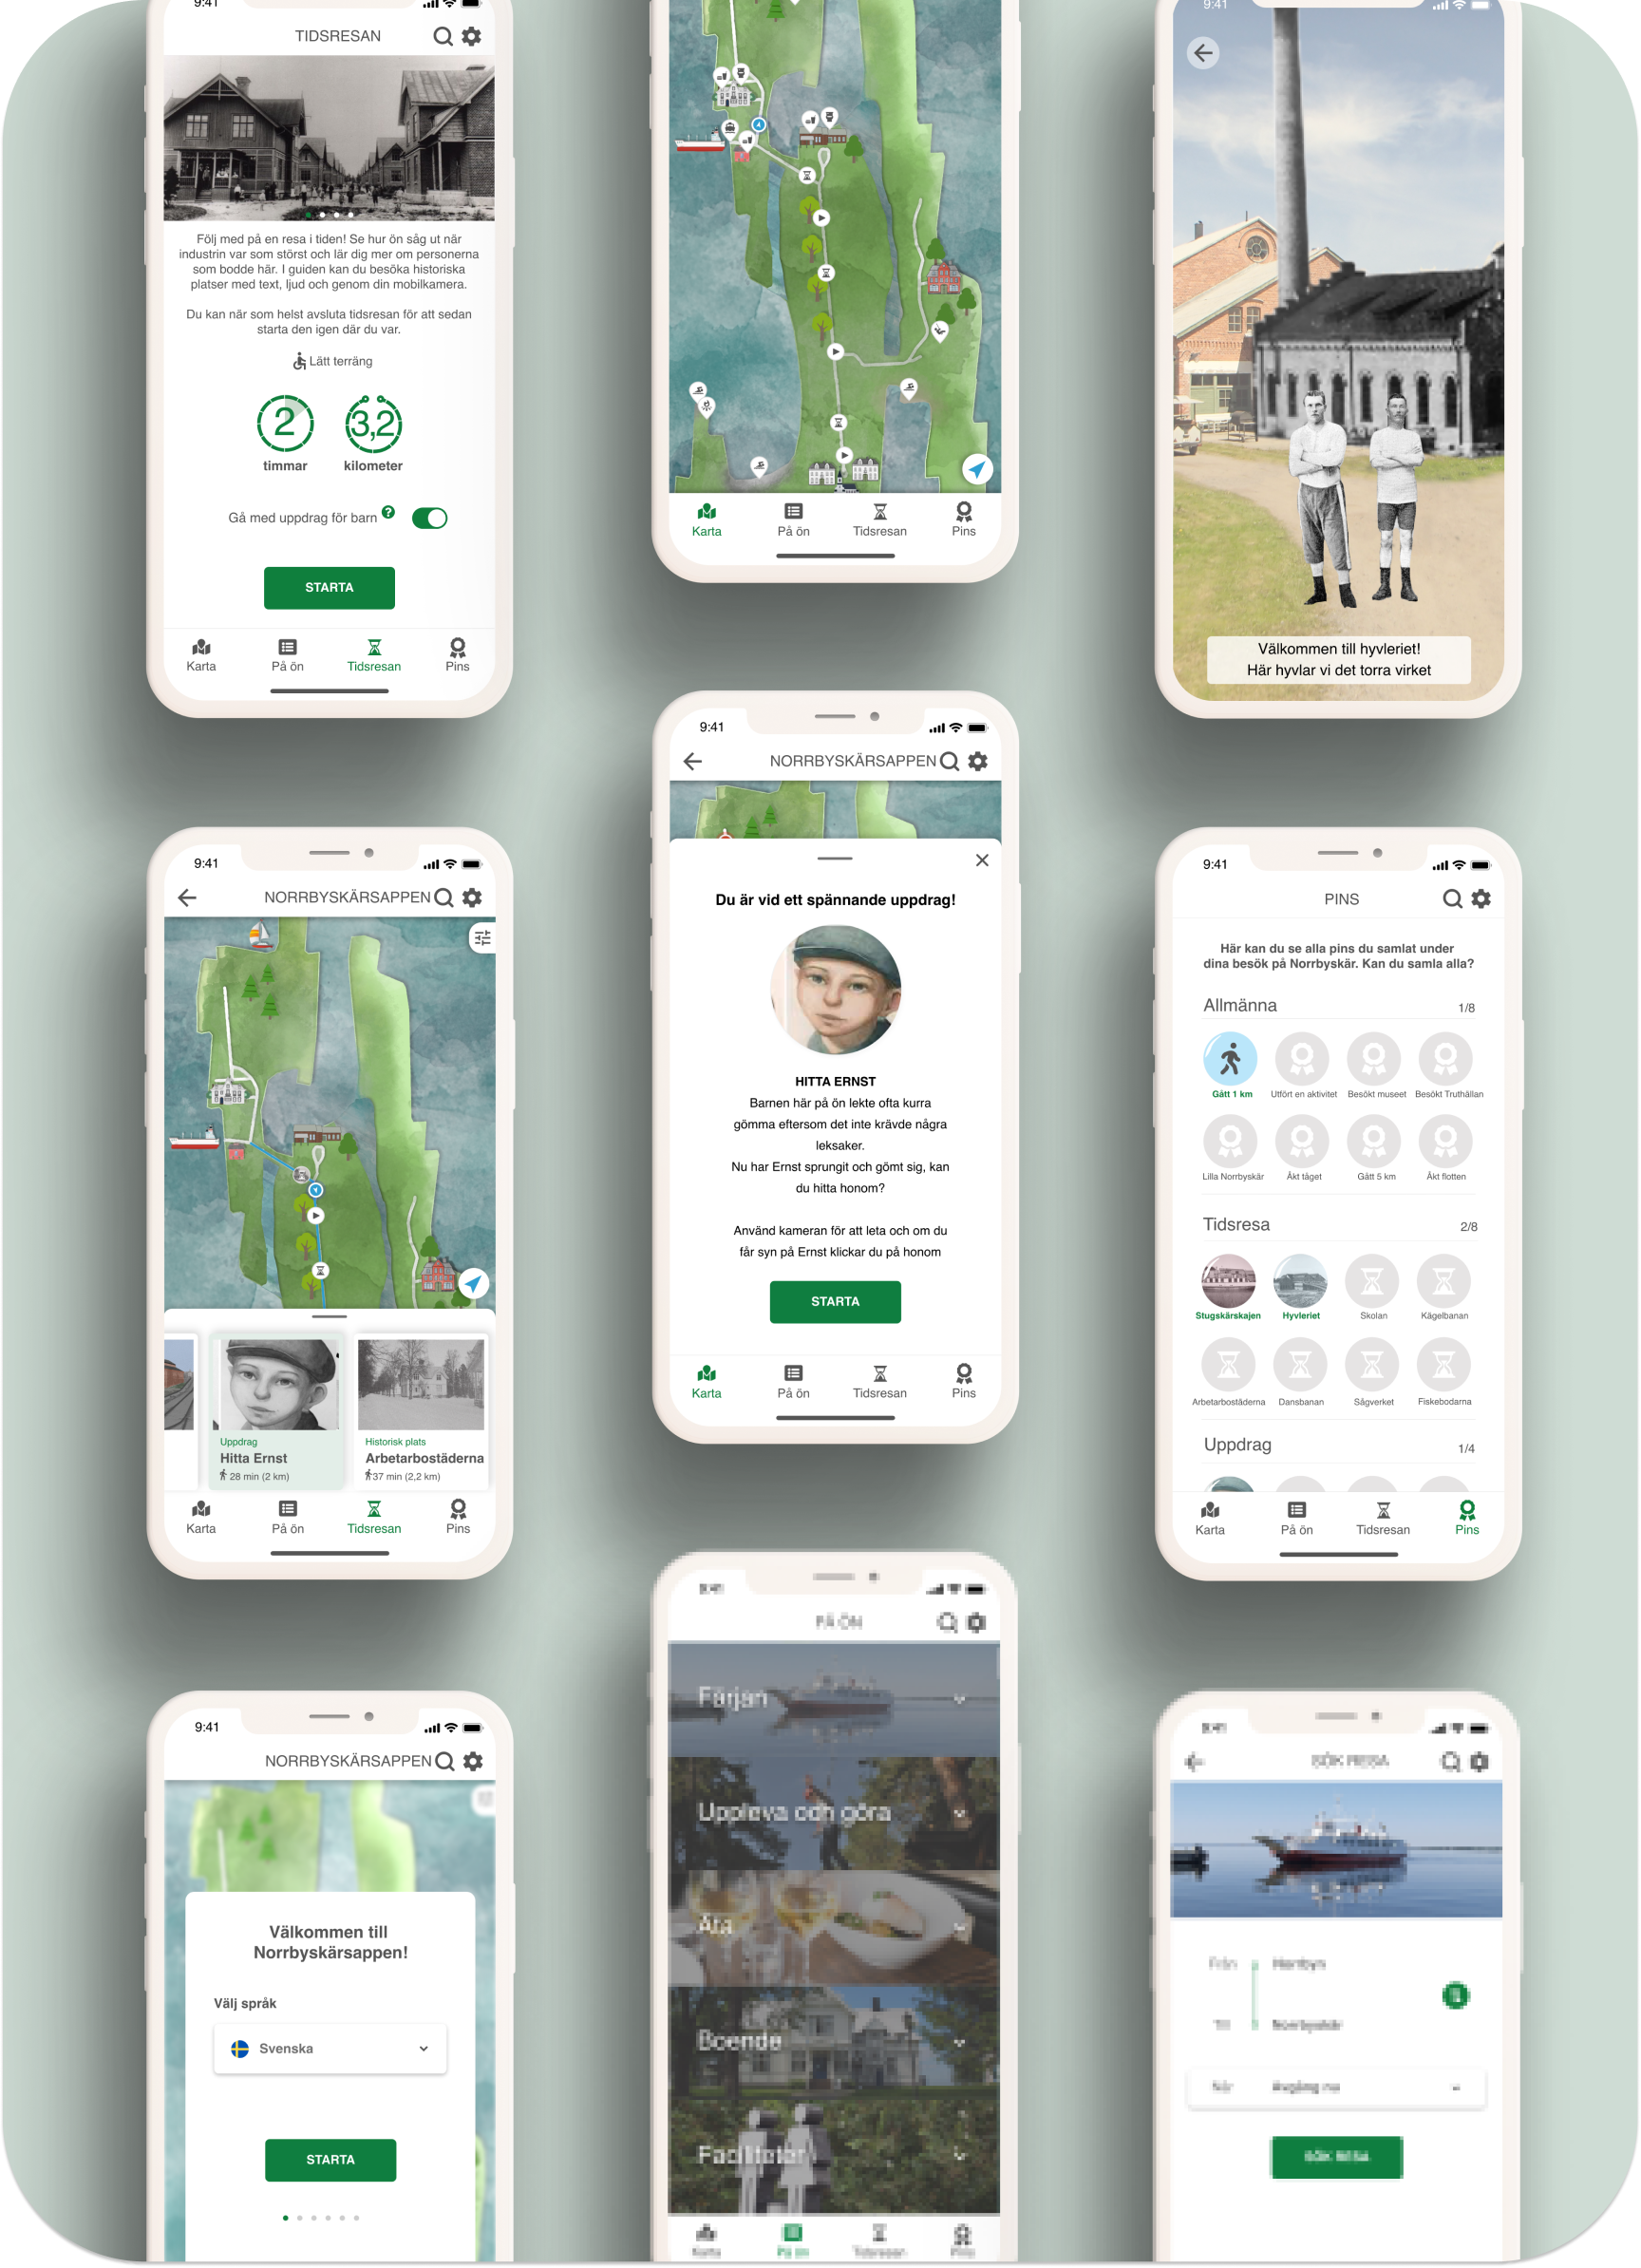 9:41
TIDSRESAN
Följ med på en resa i tiden! Se hur ön såg ut när
industrin var som störst och lär dig mer om personerna
som bodde här. I guiden kan du besöka historiska
platser med text, ljud och genom din mobilkamera.
Du kan när som helst avsluta tidsresan för att sedan
starta den igen där du var.
Lätt terräng
2
timmar
3,2
kilometer
Gå med uppdrag för barn ?
STARTA
Karta
På ön
Tidsresan
Pins
Karta
På ön
Tidsresan
Pins
9:41
Välkommen till hyvleriet!
Här hyvlar vi det torra virket
9:41
NORRBYSKÄRSAPPEN
Uppdrag
Hitta Ernst
28 min (2 km)
Historisk plats
Arbetarbostäderna
37 min (2,2 km)
Karta
På ön
Tidsresan
Pins
9:41
NORRBYSKÄRSAPPEN
Du är vid ett spännande uppdrag!
HITTA ERNST
Barnen här på ön lekte ofta kurra
gömma eftersom det inte krävde några
leksaker.
Nu har Ernst sprungit och gömt sig, kan
du hitta honom?
Använd kameran för att leta och om du
får syn på Ernst klickar du på honom
STARTA
Karta
På ön
Tidsresan
Pins
9:41
PINS
Här kan du se alla pins du samlat under
dina besök på Norrbyskär. Kan du samla alla?
Allmänna
1/8
Gått 1 km
Utfört en aktivitet
Besökt museet
Besökt Truthällan
Lilla Norrbyskär
Åkt tåget
Gått 5 km
Åkt flotten
Tidsresa
2/8
Stugskärskajen
Hyvleriet
Skolan
Kägelbanan
Arbetarbostäderna
Dansbanan
Sågverket
Fiskebodarna
Uppdrag
1/4
Karta
På ön
Tidsresan
Pins
9:41
NORRBYSKÄRSAPPEN
Välkommen till
Norrbyskärsappen!
Välj språk
Svenska
STARTA
PÅ ÖN
Färjan
Uppleva och göra
Äta
Boende
Faciliteter
Karta
På ön
Tidsresan
Pins
SÖK RESA
Från
Norrbyskär
SÖK RESA